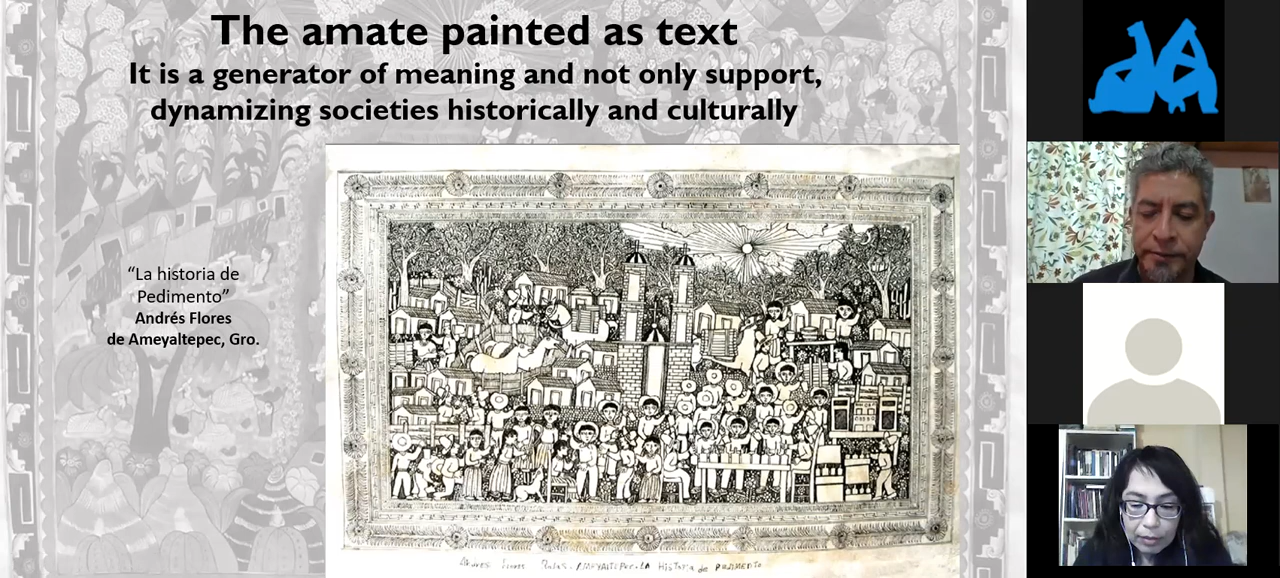 The amate painted as text
It is a generator of meaning and not only support,
dynamizing societies historically and culturally
“La historia de
Pedimento”
Andrés Flores
de Ameyaltepec, Gro.
AMEYALTEPEC LA HISTORIA de PEDIMENTO